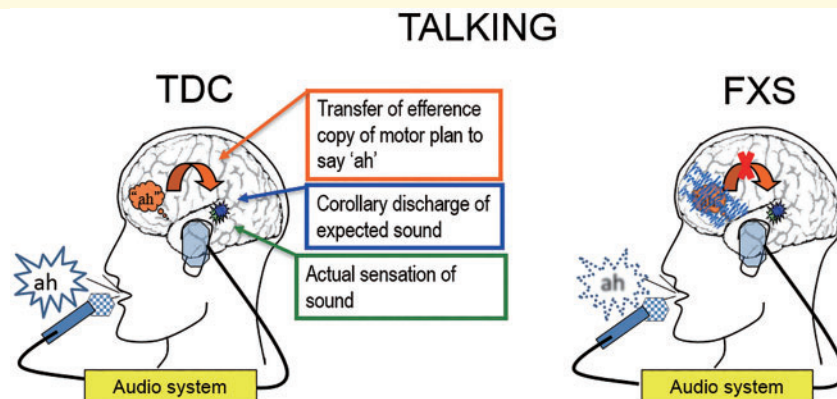 TALKING
TDC
FXS
Transfer of efference
copy of motor plan to
say 'ah'
"ah"
Corollary discharge of
expected sound
Actual sensation of
sound
ah
ah
Audio system
Audio system